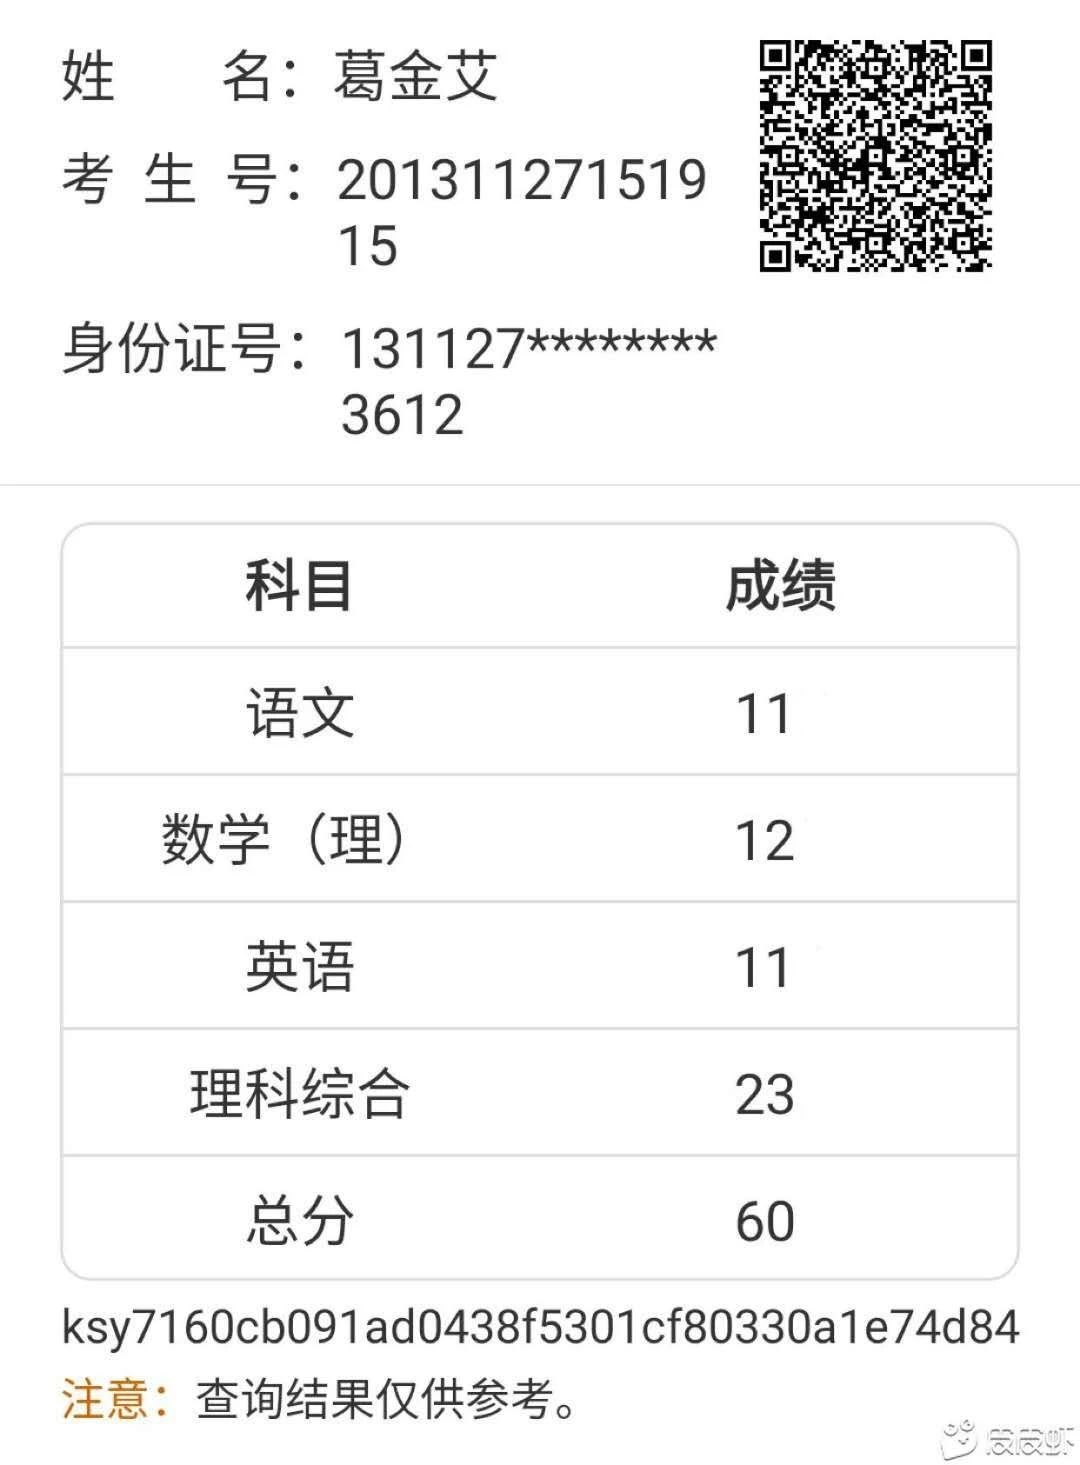 姓 名：葛金艾
考 生 号：201311271519
15
身份证号：131127********
3612
科目 成绩
语文 11
数学（理） 12
英语 11
理科综合 23
总分 60
ksy7160cb091ad0438f5301cf80330a1e74d84
注意：查询结果仅供参考。
皮皮虾